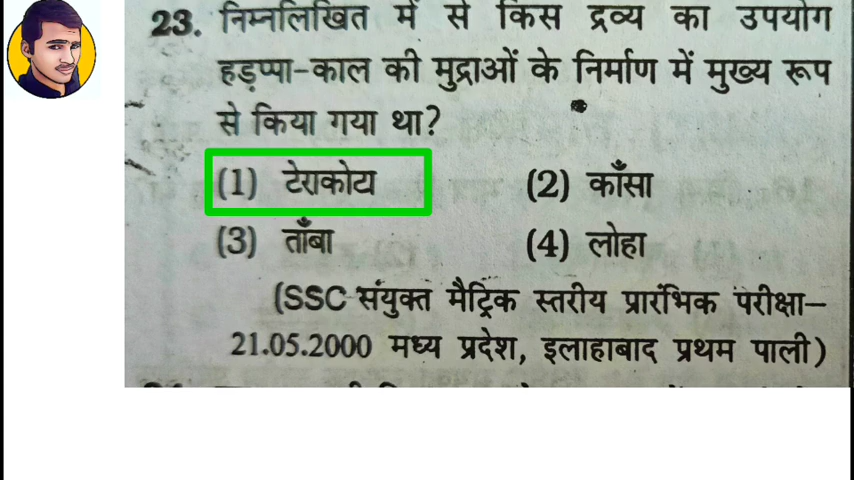 23. निम्नलिखित में से किस द्रव्य का उपयोग
हड़प्पा-काल की मुद्राओं के निर्माण में मुख्य रूप
से किया गया था?
(1) टेराकोटा (2) काँसा
(3) ताँबा (4) लोहा
(SSC संयुक्त मैट्रिक स्तरीय प्रारंभिक परीक्षा–
21.05.2000 मध्य प्रदेश, इलाहाबाद प्रथम पाली)